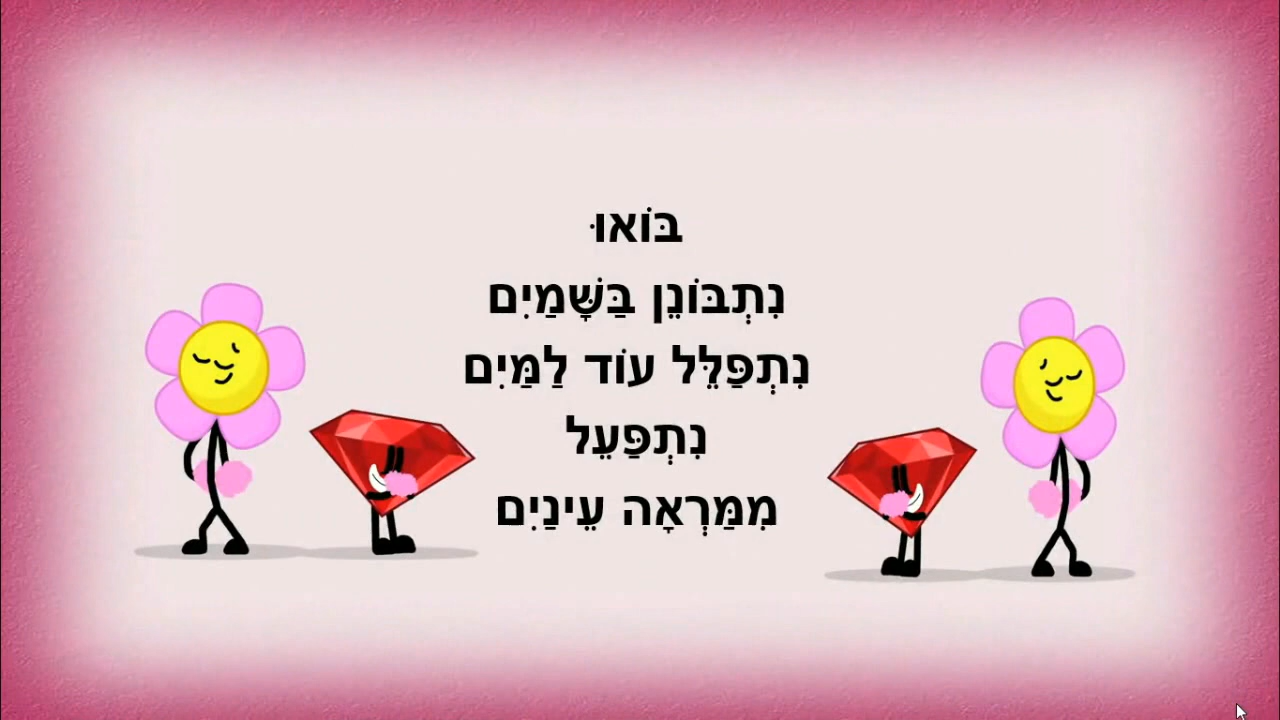 בּוֹאוּ
נִתְבּוֹנֵן בַּשָּׁמַיִם
נִתְפַּלֵּל עוֹד לַמַּיִם
נִתְפַּעֵל
מִמַּרְאָה עֵינַיִם